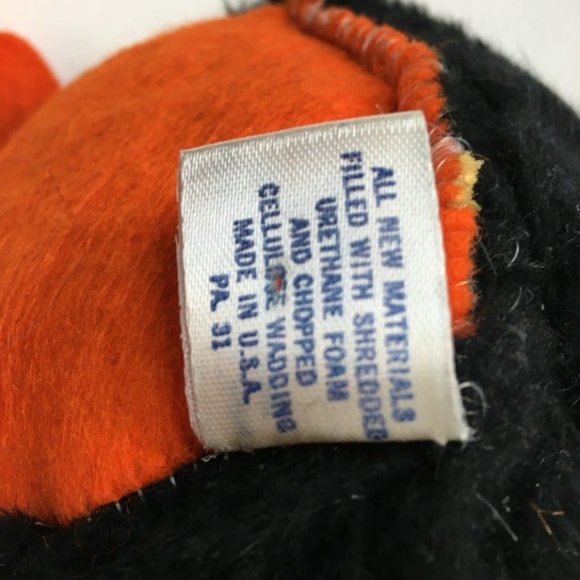 ALL NEW MATERIALS
FILLED WITH SHREDDED
URETHANE FOAM
AND CHOPPED
CELLULOSE WADDING
MADE IN U.S.A.
PA. 31